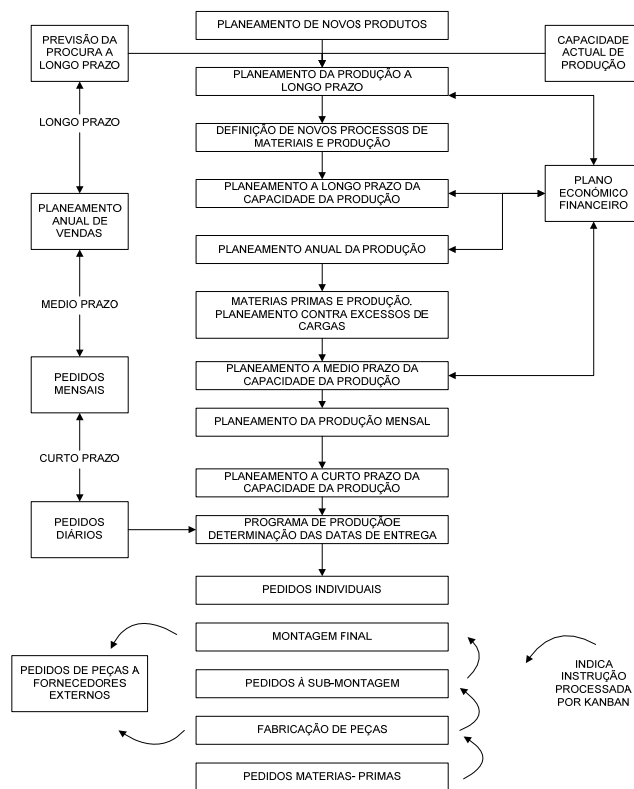 PLANEAMENTO DE NOVOS PRODUTOS
PREVISÃO DA
PROCURA A
LONGO PRAZO
CAPACIDADE
ACTUAL DE
PRODUÇÃO
PLANEAMENTO DA PRODUÇÃO A
LONGO PRAZO
LONGO PRAZO
DEFINIÇÃO DE NOVOS PROCESSOS DE
MATERIAIS E PRODUÇÃO
PLANEAMENTO A LONGO PRAZO DA
CAPACIDADE DA PRODUÇÃO
PLANO
ECONÓMICO
FINANCEIRO
PLANEAMENTO
ANUAL DE
VENDAS
PLANEAMENTO ANUAL DA PRODUÇÃO
MEDIO PRAZO
MATERIAS PRIMAS E PRODUÇÃO.
PLANEAMENTO CONTRA EXCESSOS DE
CARGAS
PLANEAMENTO A MEDIO PRAZO DA
CAPACIDADE DA PRODUÇÃO
PEDIDOS
MENSAIS
PLANEAMENTO DA PRODUÇÃO MENSAL
CURTO PRAZO
PLANEAMENTO A CURTO PRAZO DA
CAPACIDADE DA PRODUÇÃO
PEDIDOS
DIÁRIOS
PROGRAMA DE PRODUÇÃOE
DETERMINAÇÃO DAS DATAS DE ENTREGA
PEDIDOS INDIVIDUAIS
MONTAGEM FINAL
PEDIDOS DE PEÇAS A
FORNECEDORES
EXTERNOS
PEDIDOS À SUB-MONTAGEM
INDICA
INSTRUÇÃO
PROCESSADA
POR KANBAN
FABRICAÇÃO DE PEÇAS
PEDIDOS MATERIAS- PRIMAS